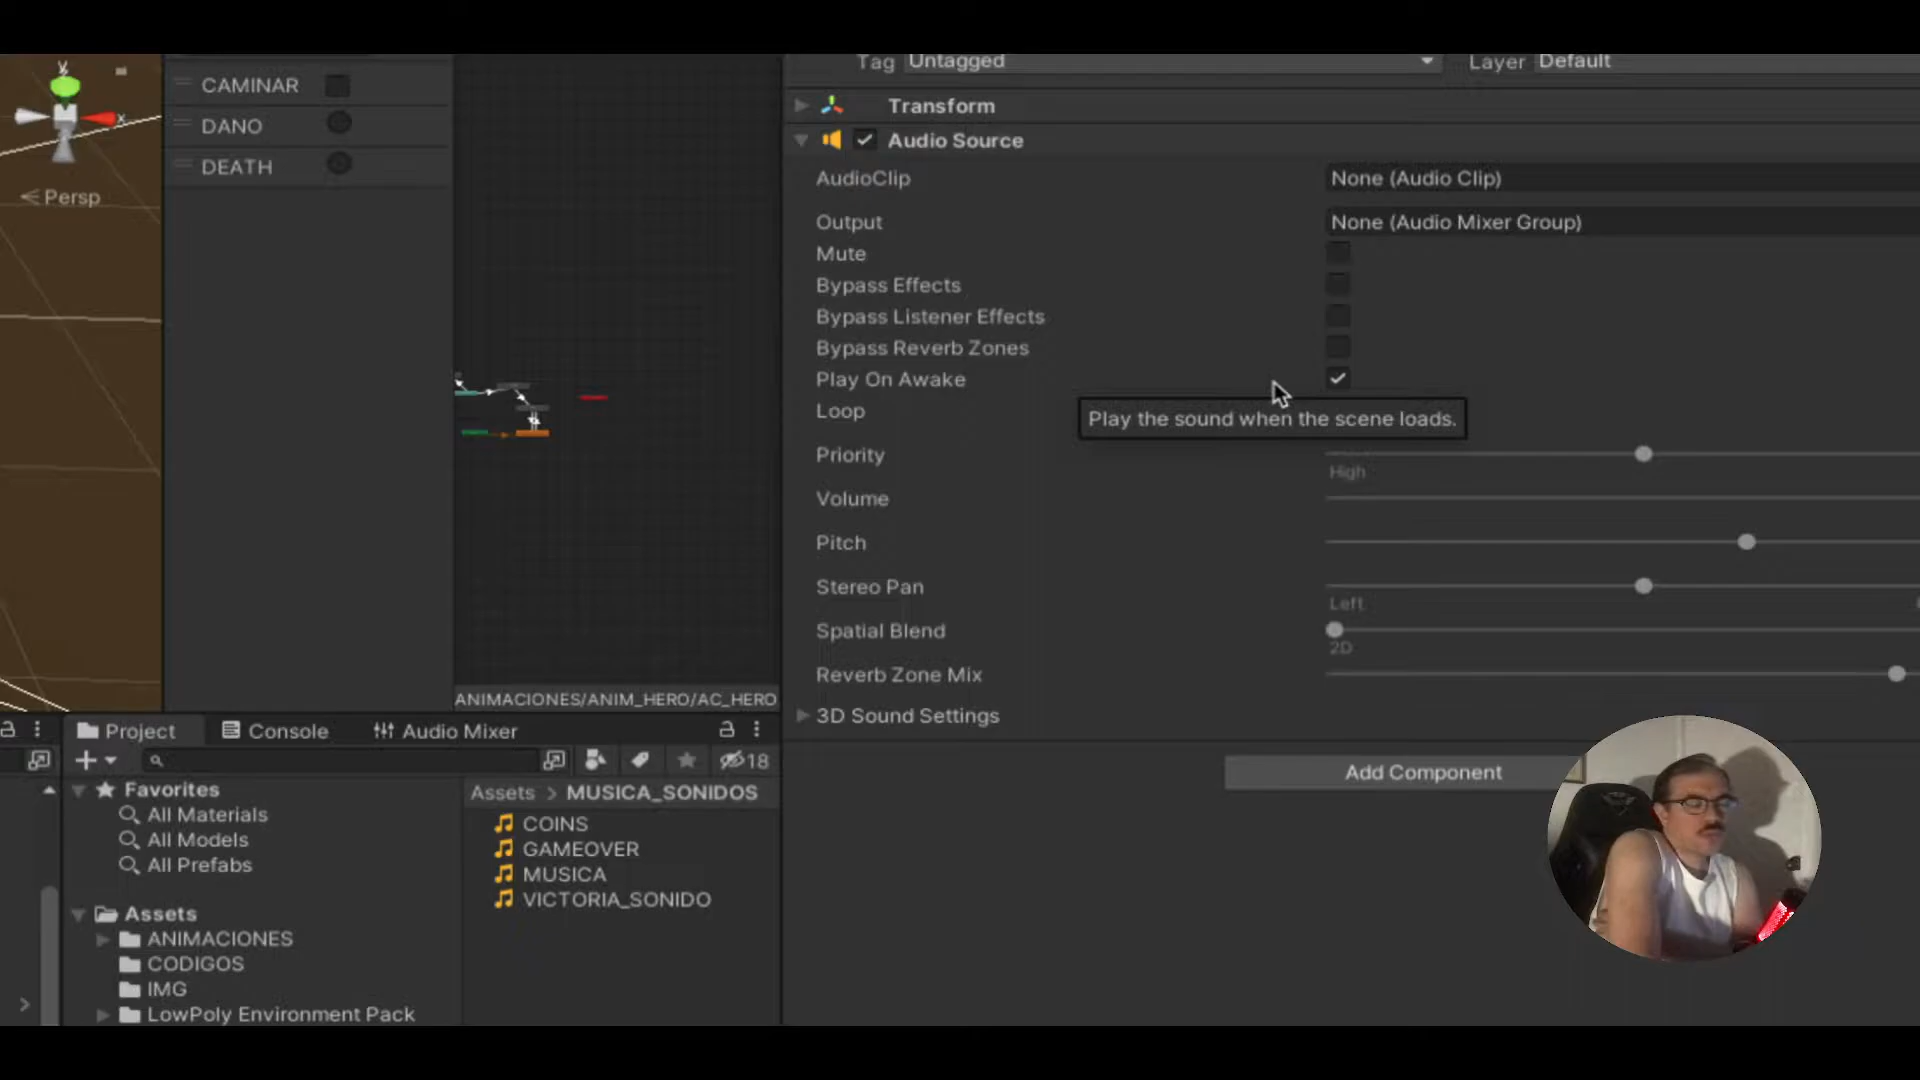 Tag Untagged Layer Default
CAMINAR
DANO
DEATH
y
x
Persp
Transform
Audio Source
AudioClip None (Audio Clip)
Output None (Audio Mixer Group)
Mute
Bypass Effects
Bypass Listener Effects
Bypass Reverb Zones
Play On Awake
Play the sound when the scene loads.
Loop
Priority
High
Volume
Pitch
Stereo Pan
Left
Spatial Blend
2D
Reverb Zone Mix
3D Sound Settings
Add Component
ANIMACIONES/ANIM_HERO/AC_HERO
Project Console Audio Mixer
18
Favorites
All Materials
All Models
All Prefabs
Assets
ANIMACIONES
CODIGOS
IMG
LowPoly Environment Pack
Assets > MUSICA_SONIDOS
COINS
GAMEOVER
MUSICA
VICTORIA_SONIDO